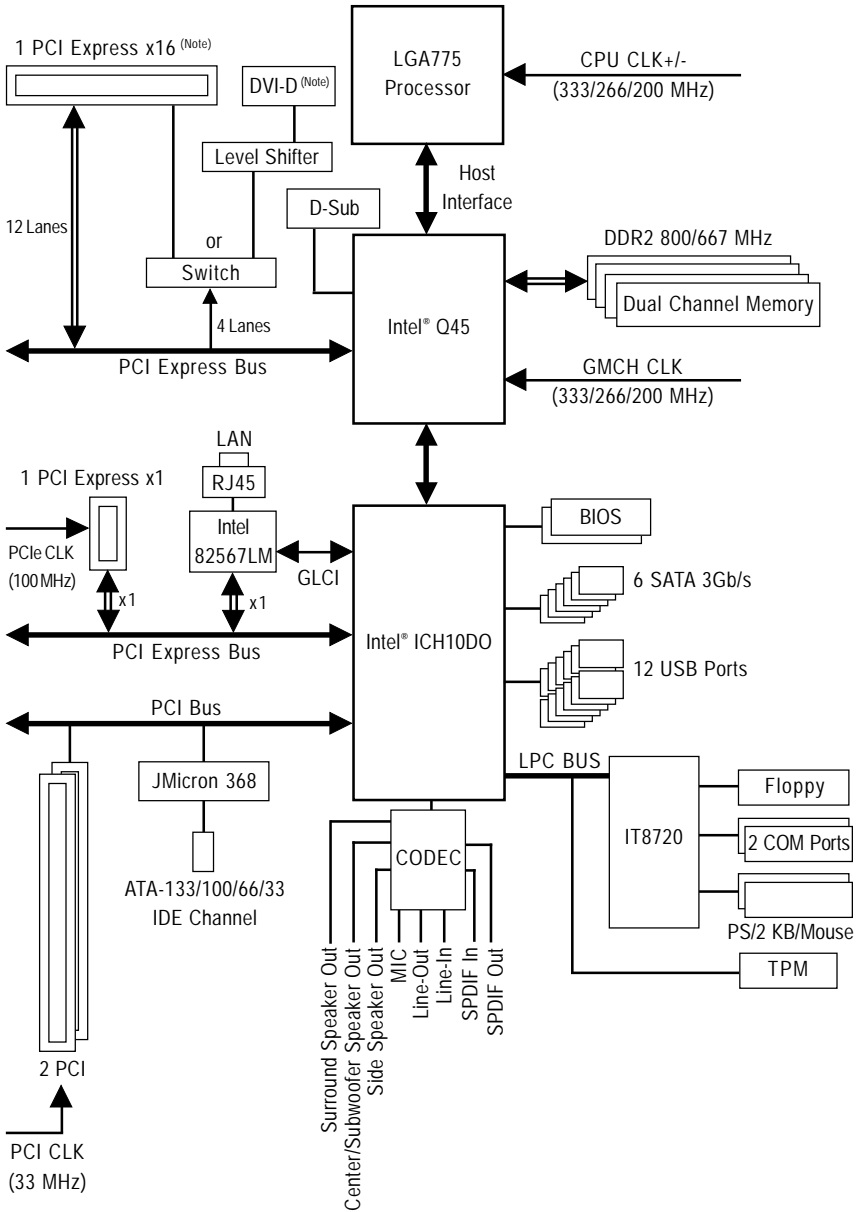 1 PCI Express x16 (Note)
DVI-D (Note)
LGA775
Processor
CPU CLK+/-
(333/266/200 MHz)
Level Shifter
Host
Interface
D-Sub
12 Lanes
or
Switch
4 Lanes
PCI Express Bus
Intel® Q45
DDR2 800/667 MHz
Dual Channel Memory
GMCH CLK
(333/266/200 MHz)
LAN
RJ45
1 PCI Express x1
Intel
82567LM
PCIe CLK
(100 MHz)
GLCI
x1
x1
PCI Express Bus
Intel® ICH10DO
BIOS
6 SATA 3Gb/s
12 USB Ports
PCI Bus
LPC BUS
JMicron 368
ATA-133/100/66/33
IDE Channel
CODEC
IT8720
Floppy
2 COM Ports
PS/2 KB/Mouse
TPM
Surround Speaker Out
Center/Subwoofer Speaker Out
Side Speaker Out
MIC
Line-Out
Line-In
SPDIF In
SPDIF Out
2 PCI
PCI CLK
(33 MHz)